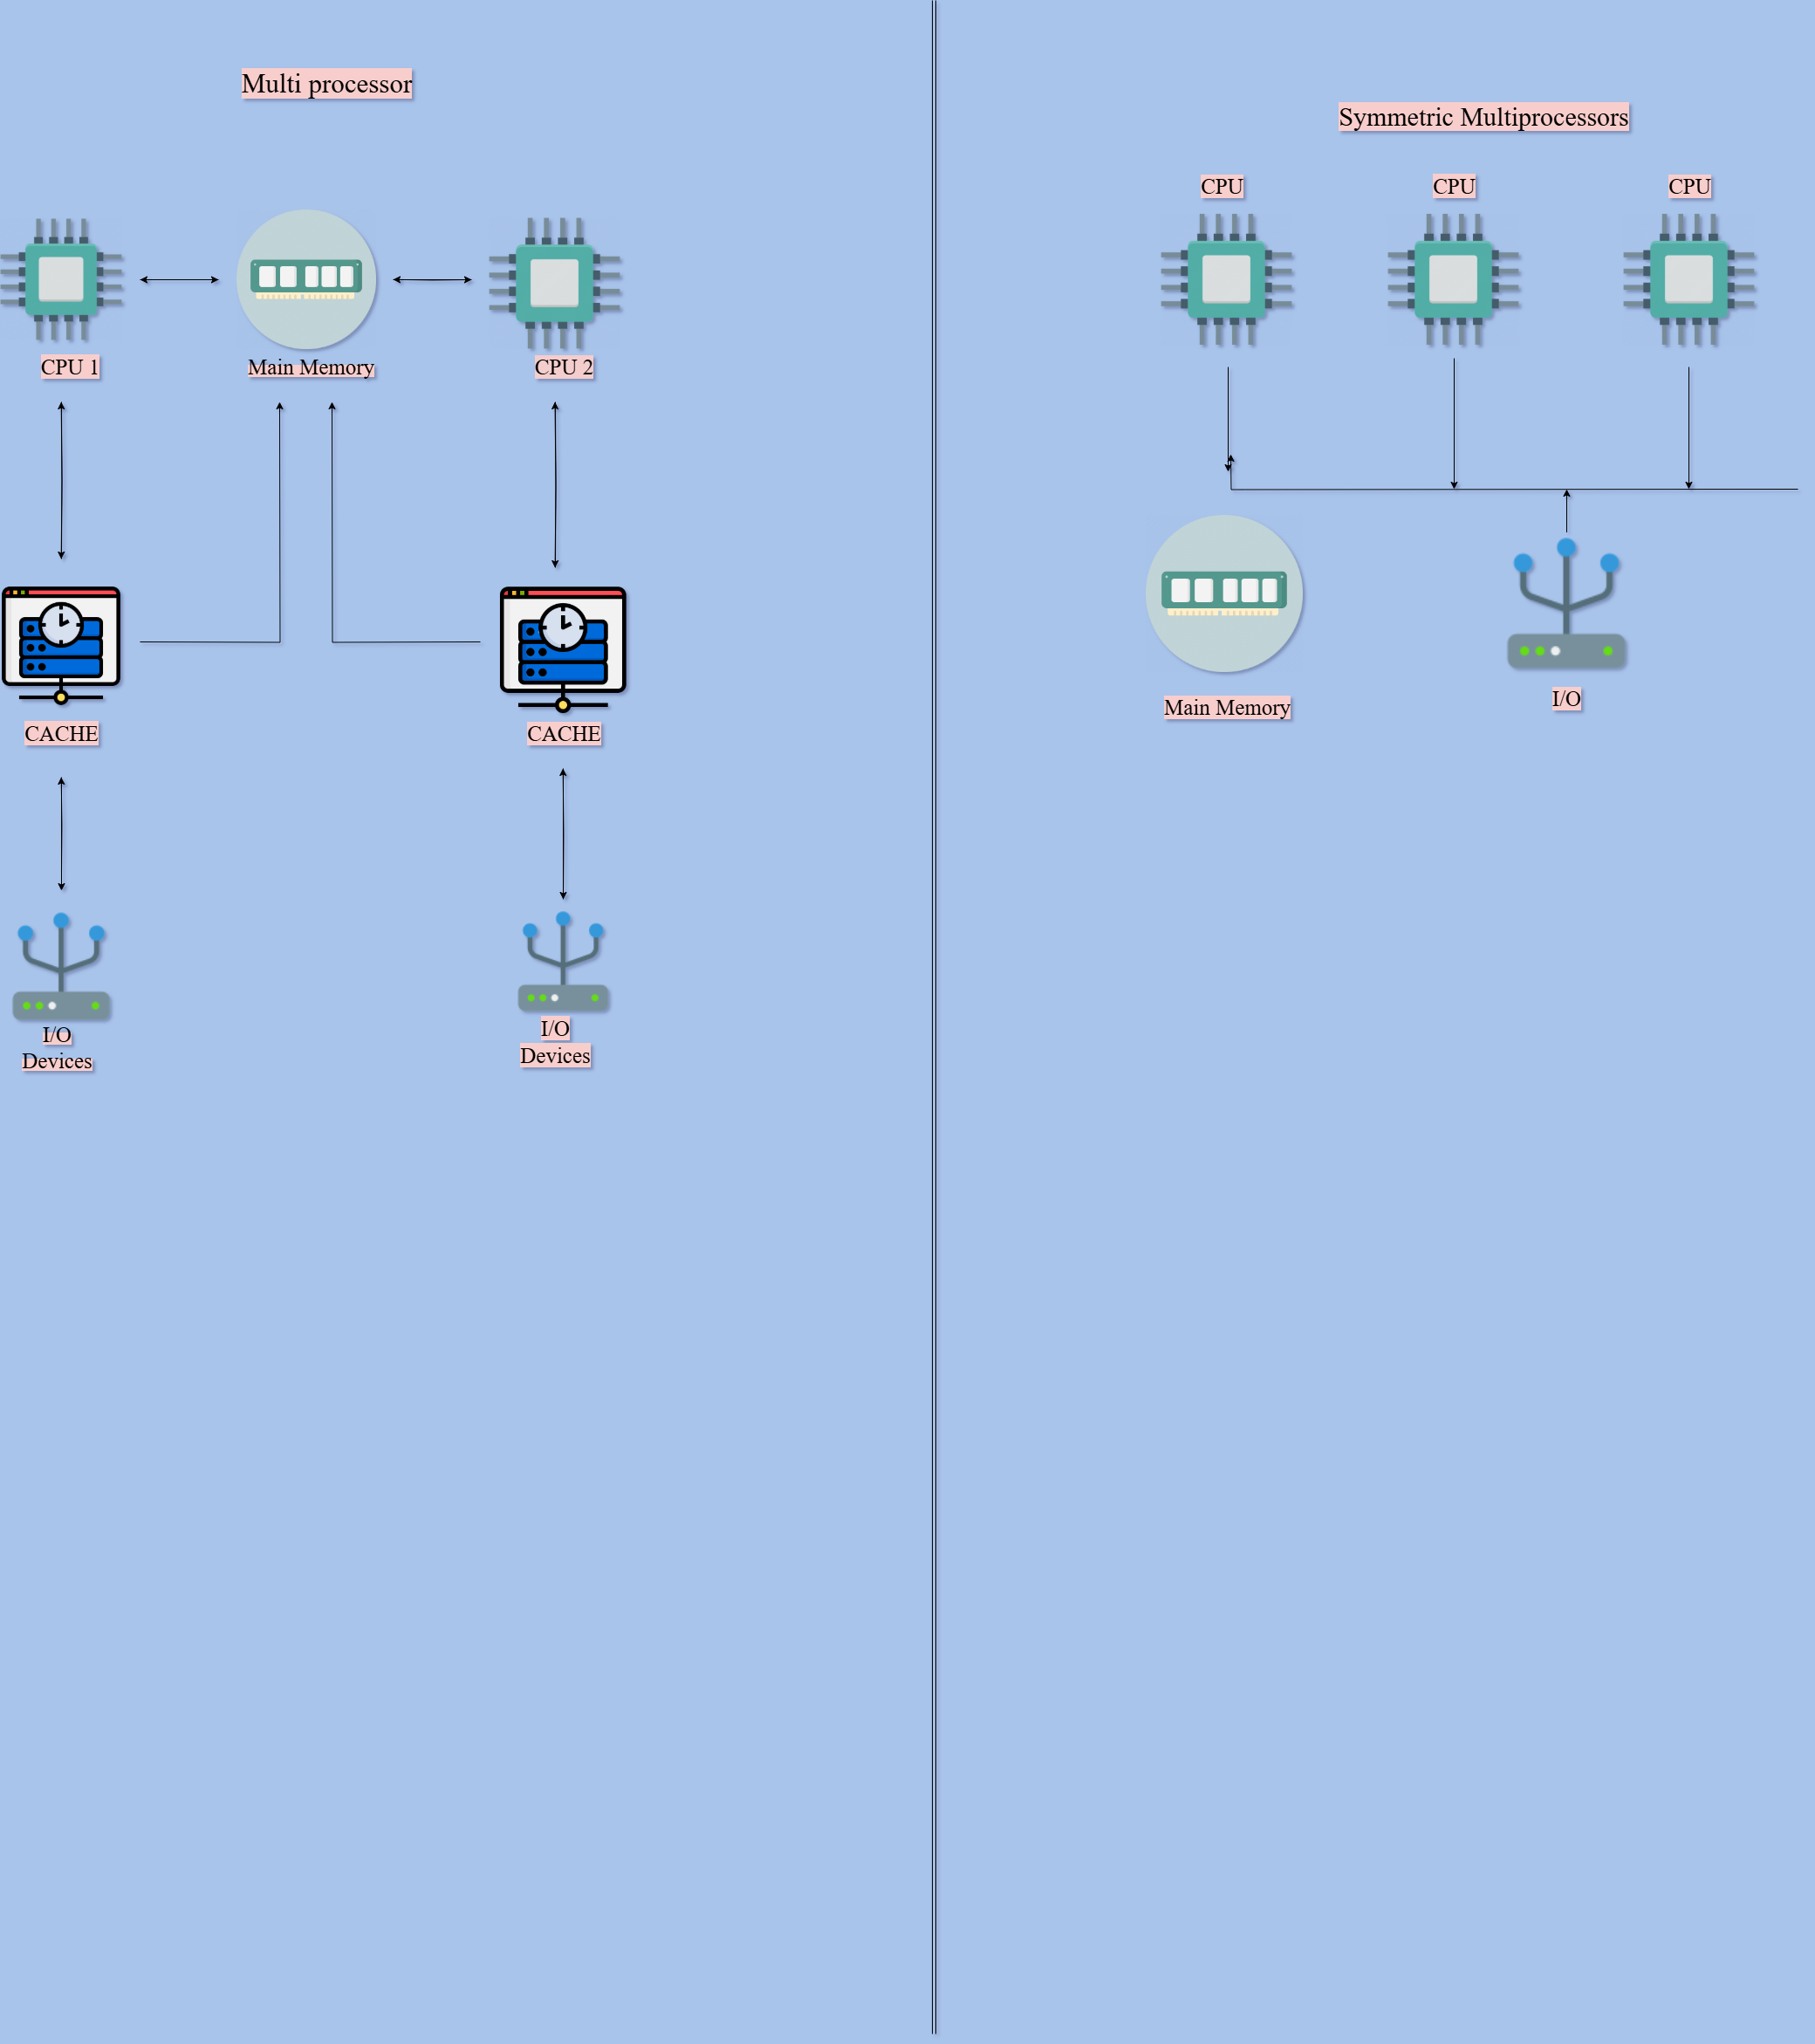 Multi processor
CPU 1
Main Memory
CPU 2
CACHE
CACHE
I/O
Devices
I/O
Devices
Symmetric Multiprocessors
CPU
CPU
CPU
Main Memory
I/O